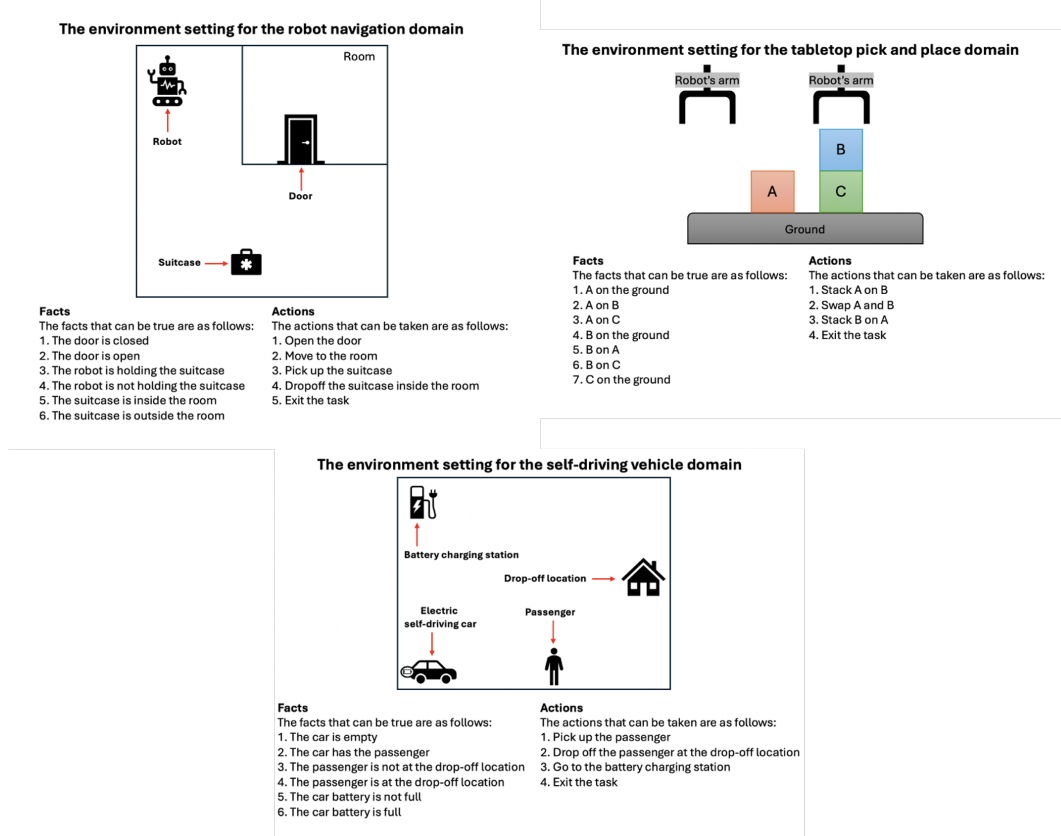 The environment setting for the robot navigation domain
Room
Robot
Door
Suitcase
Facts
The facts that can be true are as follows:
1. The door is closed
2. The door is open
3. The robot is holding the suitcase
4. The robot is not holding the suitcase
5. The suitcase is inside the room
6. The suitcase is outside the room
Actions
The actions that can be taken are as follows:
1. Open the door
2. Move to the room
3. Pick up the suitcase
4. Dropoff the suitcase inside the room
5. Exit the task
The environment setting for the tabletop pick and place domain
Robot's arm
Robot's arm
B
A
C
Ground
Facts
The facts that can be true are as follows:
1. A on the ground
2. A on B
3. A on C
4. B on the ground
5. B on A
6. B on C
7. C on the ground
Actions
The actions that can be taken are as follows:
1. Stack A on B
2. Swap A and B
3. Stack B on A
4. Exit the task
The environment setting for the self-driving vehicle domain
Battery charging station
Drop-off location
Electric
self-driving car
Passenger
Facts
The facts that can be true are as follows:
1. The car is empty
2. The car has the passenger
3. The passenger is not at the drop-off location
4. The passenger is at the drop-off location
5. The car battery is not full
6. The car battery is full
Actions
The actions that can be taken are as follows:
1. Pick up the passenger
2. Drop off the passenger at the drop-off location
3. Go to the battery charging station
4. Exit the task